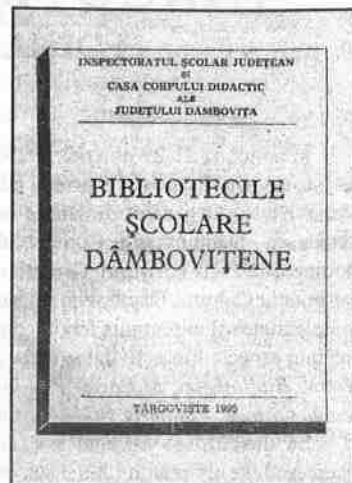 INSPECTORATUL ŞCOLAR JUDEŢEAN
ŞI
CASA CORPULUI DIDACTIC
ALE
JUDEŢULUI DÂMBOVIŢA
BIBLIOTECILE
ŞCOLARE
DÂMBOVIŢENE
TÂRGOVIŞTE 1995